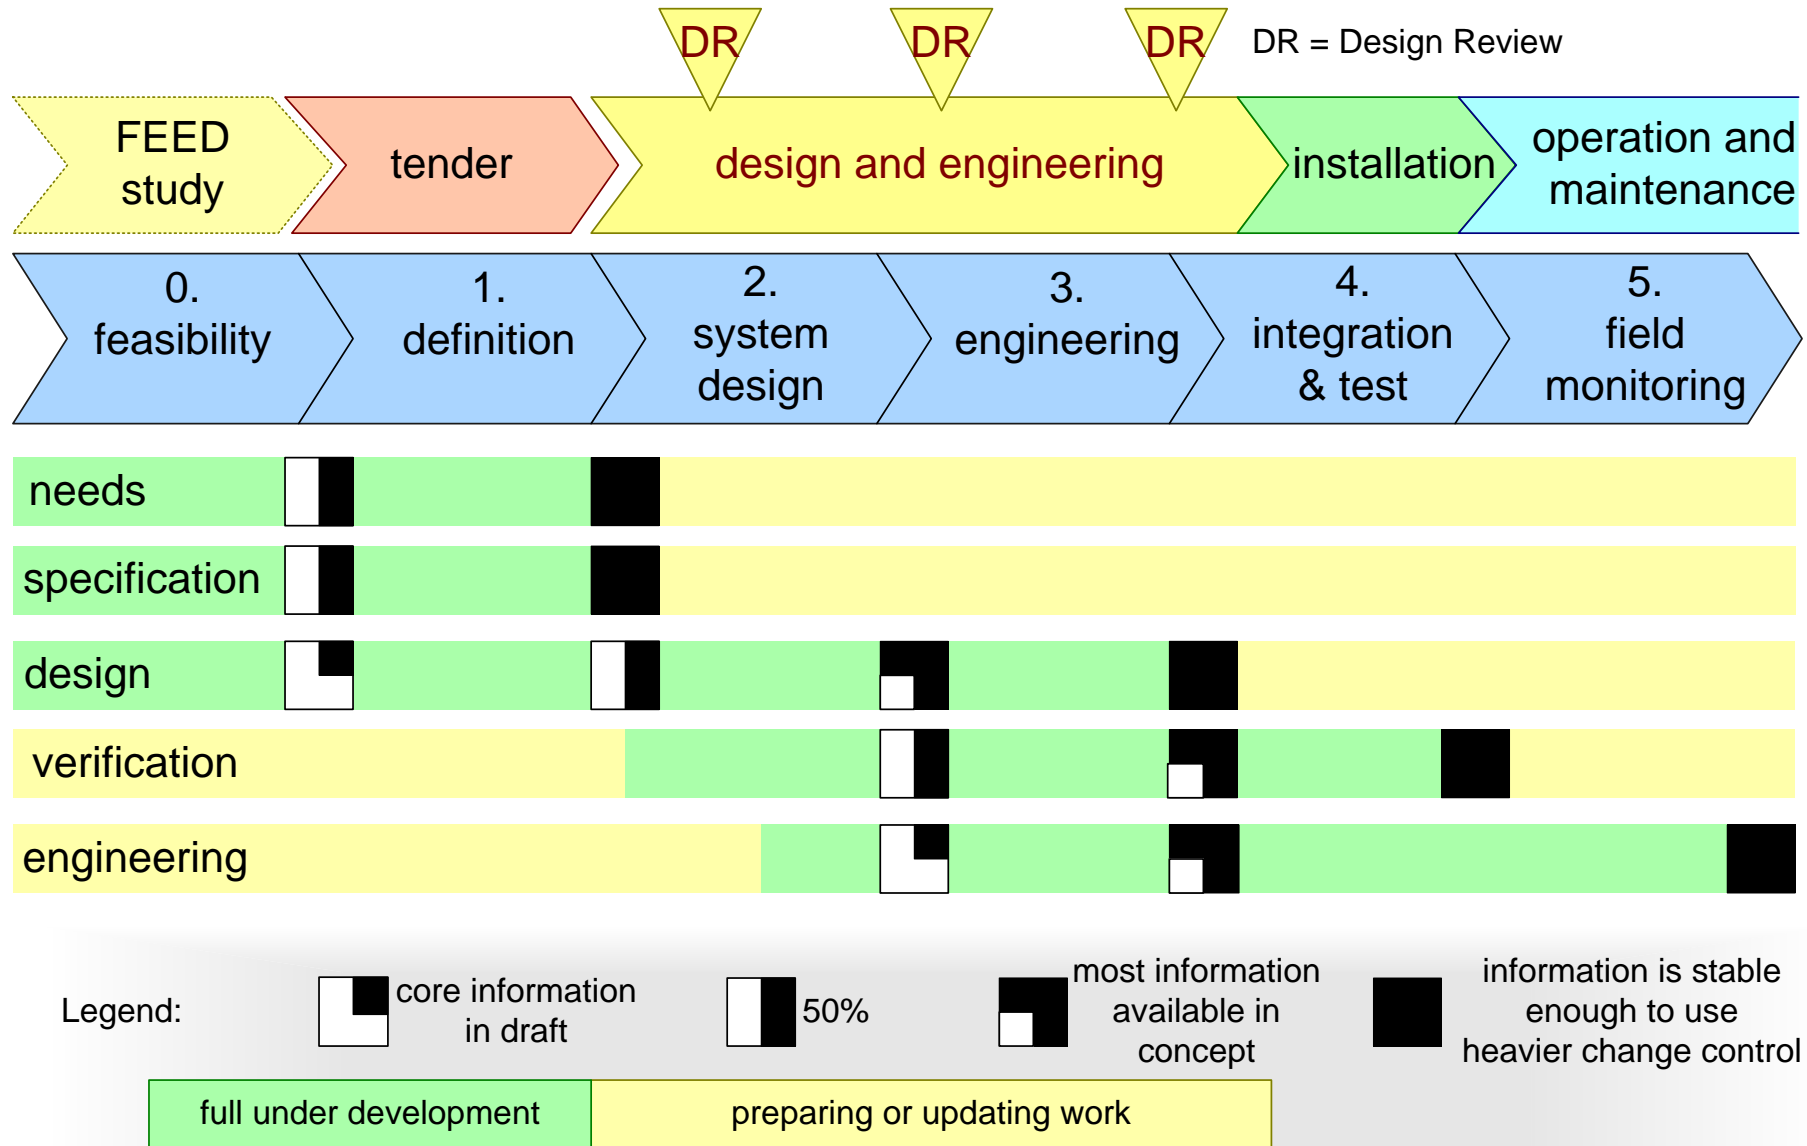 DR
DR
DR
DR = Design Review
FEED
study
tender
design and engineering
installation
operation and
maintenance
0.
feasibility
1.
definition
2.
system
design
3.
engineering
4.
integration
& test
5.
field
monitoring
needs
specification
design
verification
engineering
Legend:
core information
in draft
50%
most information
available in
concept
information is stable
enough to use
heavier change control
full under development
preparing or updating work